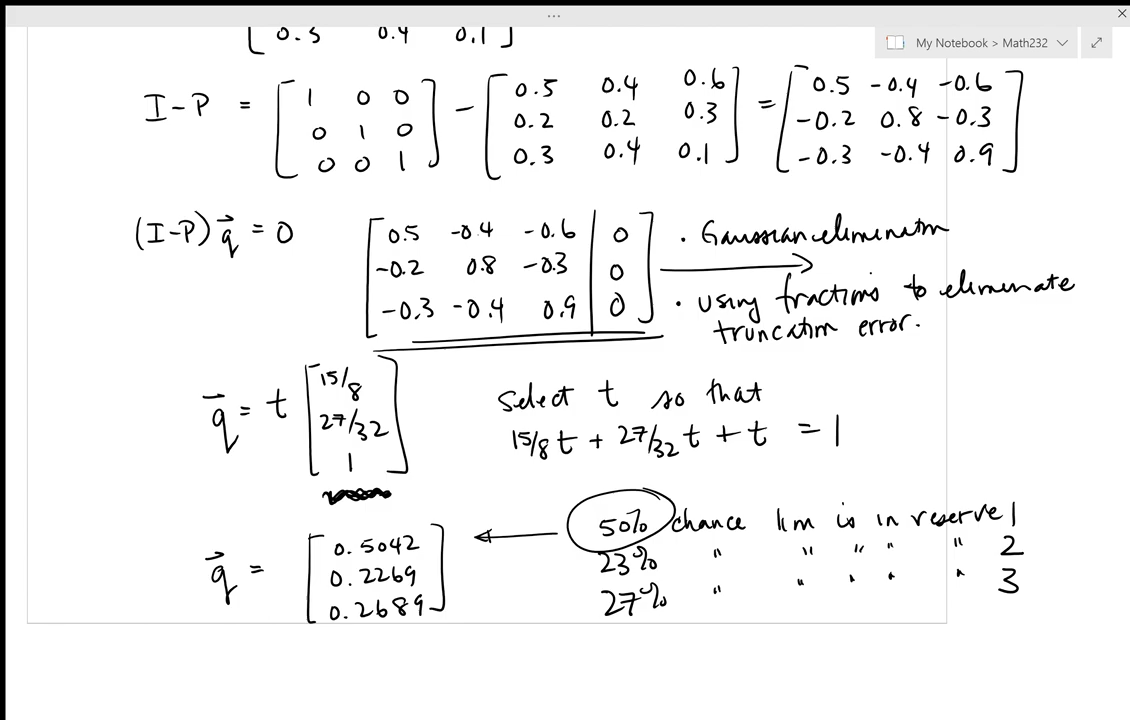 My Notebook > Math232
[ 0.3 0.4 0.1 ]
I-P = [ 1 0 0 ] - [ 0.5 0.4 0.6 ] = [ 0.5 -0.4 -0.6 ]
[ 0 1 0 ] [ 0.2 0.2 0.3 ] [ -0.2 0.8 -0.3 ]
[ 0 0 1 ] [ 0.3 0.4 0.1 ] [ -0.3 -0.4 0.9 ]
(I-P) q⃗ = 0 [ 0.5 -0.4 -0.6 | 0 ] · Gaussian elimination
[ -0.2 0.8 -0.3 | 0 ]
[ -0.3 -0.4 0.9 | 0 ] · using fractions to eliminate
truncation error.
q⃗ = t [ 15/8
27/32
1 ]
Select t so that
15/8 t + 27/32 t + t = 1
50% chance lim is in reserve 1
23% " " " " " 2
27% " " " " " 3
q⃗ = [ 0.5042
0.2269
0.2689 ]